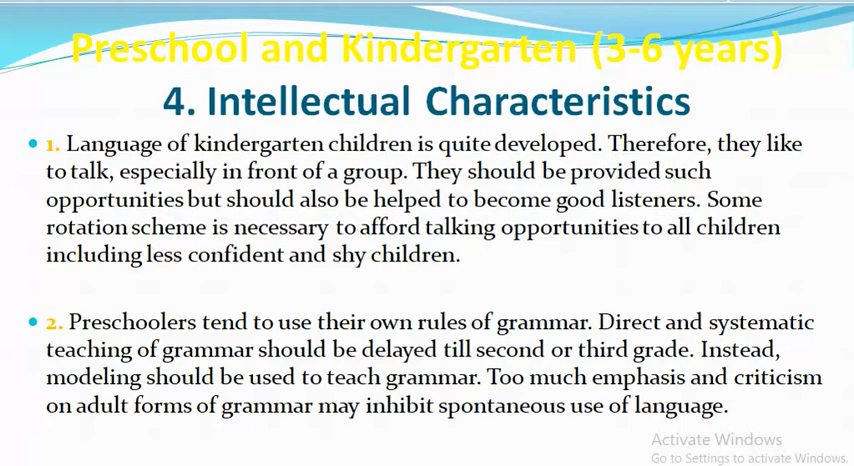 Preschool and Kindergarten (3-6 years)
4. Intellectual Characteristics
• 1. Language of kindergarten children is quite developed. Therefore, they like
to talk, especially in front of a group. They should be provided such
opportunities but should also be helped to become good listeners. Some
rotation scheme is necessary to afford talking opportunities to all children
including less confident and shy children.
• 2. Preschoolers tend to use their own rules of grammar. Direct and systematic
teaching of grammar should be delayed till second or third grade. Instead,
modeling should be used to teach grammar. Too much emphasis and criticism
on adult forms of grammar may inhibit spontaneous use of language.
Activate Windows
Go to Settings to activate Windows.